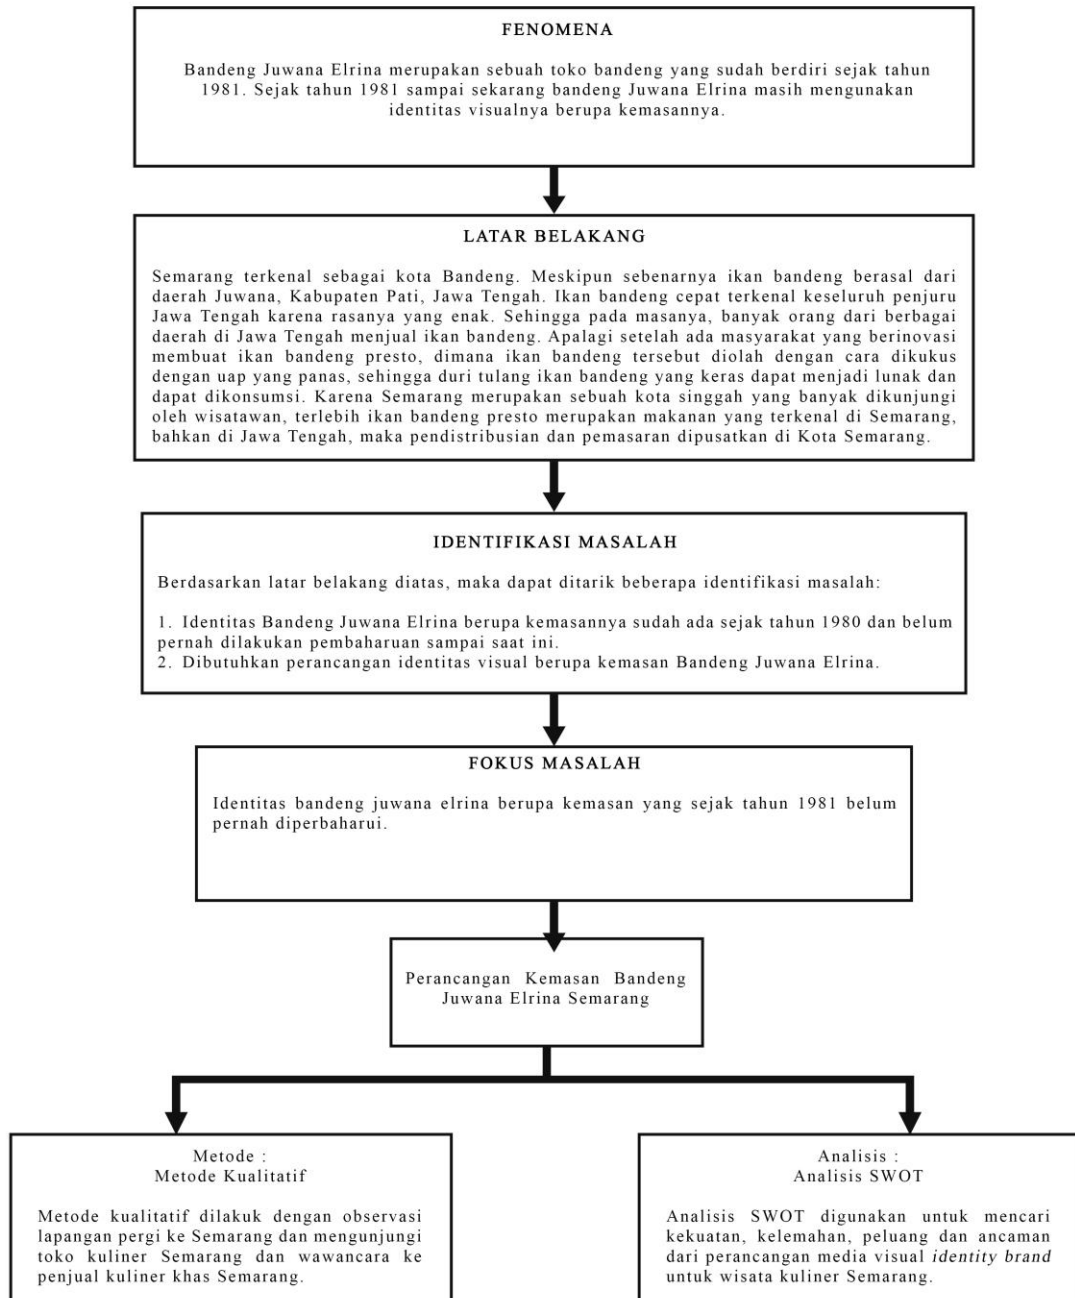 FENOMENA
Bandeng Juwana Elrina merupakan sebuah toko bandeng yang sudah berdiri sejak tahun
1981. Sejak tahun 1981 sampai sekarang bandeng Juwana Elrina masih mengunakan
identitas visualnya berupa kemasannya.
LATAR BELAKANG
Semarang terkenal sebagai kota Bandeng. Meskipun sebenarnya ikan bandeng berasal dari
daerah Juwana, Kabupaten Pati, Jawa Tengah. Ikan bandeng cepat terkenal keseluruh penjuru
Jawa Tengah karena rasanya yang enak. Sehingga pada masanya, banyak orang dari berbagai
daerah di Jawa Tengah menjual ikan bandeng. Apalagi setelah ada masyarakat yang berinovasi
membuat ikan bandeng presto, dimana ikan bandeng tersebut diolah dengan cara dikukus
dengan uap yang panas, sehingga duri tulang ikan bandeng yang keras dapat menjadi lunak dan
dapat dikonsumsi. Karena Semarang merupakan sebuah kota singgah yang banyak dikunjungi
oleh wisatawan, terlebih ikan bandeng presto merupakan makanan yang terkenal di Semarang,
bahkan di Jawa Tengah, maka pendistribusian dan pemasaran dipusatkan di Kota Semarang.
IDENTIFIKASI MASALAH
Berdasarkan latar belakang diatas, maka dapat ditarik beberapa identifikasi masalah:
1. Identitas Bandeng Juwana Elrina berupa kemasannya sudah ada sejak tahun 1980 dan belum
pernah dilakukan pembaharuan sampai saat ini.
2. Dibutuhkan perancangan identitas visual berupa kemasan Bandeng Juwana Elrina.
FOKUS MASALAH
Identitas bandeng juwana elrina berupa kemasan yang sejak tahun 1981 belum
pernah diperbaharui.
Perancangan Kemasan Bandeng
Juwana Elrina Semarang
Metode :
Metode Kualitatif
Metode kualitatif dilakuk dengan observasi
lapangan pergi ke Semarang dan mengunjungi
toko kuliner Semarang dan wawancara ke
penjual kuliner khas Semarang.
Analisis :
Analisis SWOT
Analisis SWOT digunakan untuk mencari
kekuatan, kelemahan, peluang dan ancaman
dari perancangan media visual identity brand
untuk wisata kuliner Semarang.